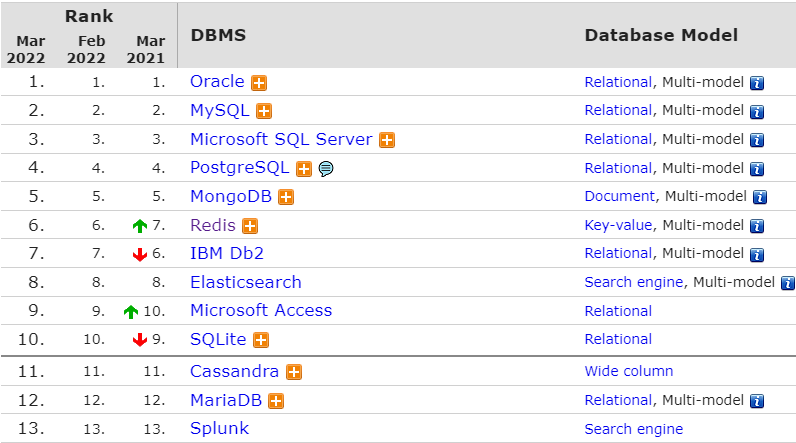 Rank
DBMS
Database Model
Mar 2022 Feb 2022 Mar 2021
1. 1. 1. Oracle Relational, Multi-model
2. 2. 2. MySQL Relational, Multi-model
3. 3. 3. Microsoft SQL Server Relational, Multi-model
4. 4. 4. PostgreSQL Relational, Multi-model
5. 5. 5. MongoDB Document, Multi-model
6. 6. 7. Redis Key-value, Multi-model
7. 7. 6. IBM Db2 Relational, Multi-model
8. 8. 8. Elasticsearch Search engine, Multi-model
9. 9. 10. Microsoft Access Relational
10. 10. 9. SQLite Relational
11. 11. 11. Cassandra Wide column
12. 12. 12. MariaDB Relational, Multi-model
13. 13. 13. Splunk Search engine